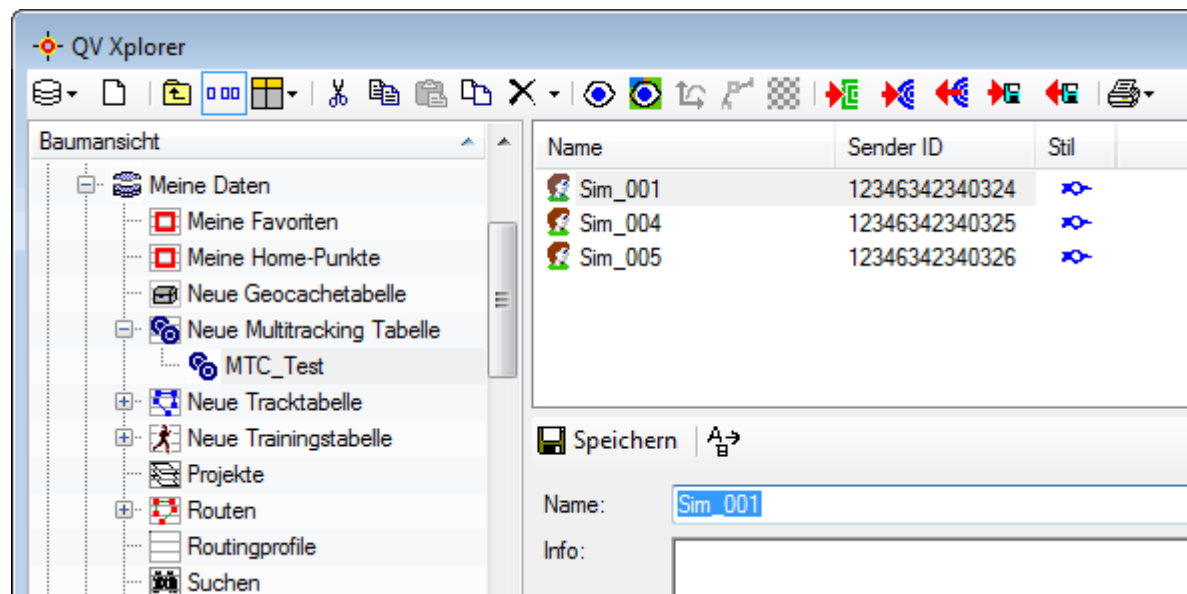 QV Xplorer
Baumansicht
Meine Daten
Meine Favoriten
Meine Home-Punkte
Neue Geocachetabelle
Neue Multitracking Tabelle
MTC_Test
Neue Tracktabelle
Neue Trainingstabelle
Projekte
Routen
Routingprofile
Suchen
Name Sender ID Stil
Sim_001 12346342340324
Sim_004 12346342340325
Sim_005 12346342340326
Speichern
Name: Sim_001
Info: